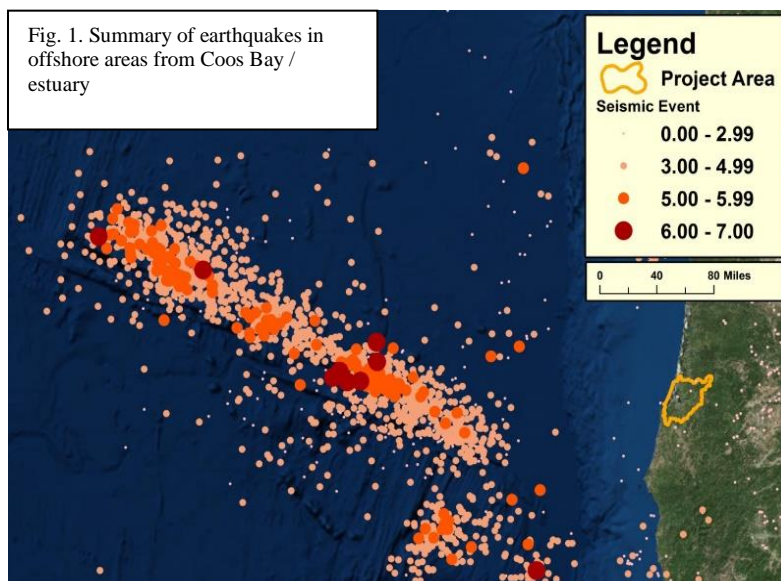 Fig. 1. Summary of earthquakes in
offshore areas from Coos Bay /
estuary
Legend
Project Area
Seismic Event
0.00 - 2.99
3.00 - 4.99
5.00 - 5.99
6.00 - 7.00
0 40 80 Miles